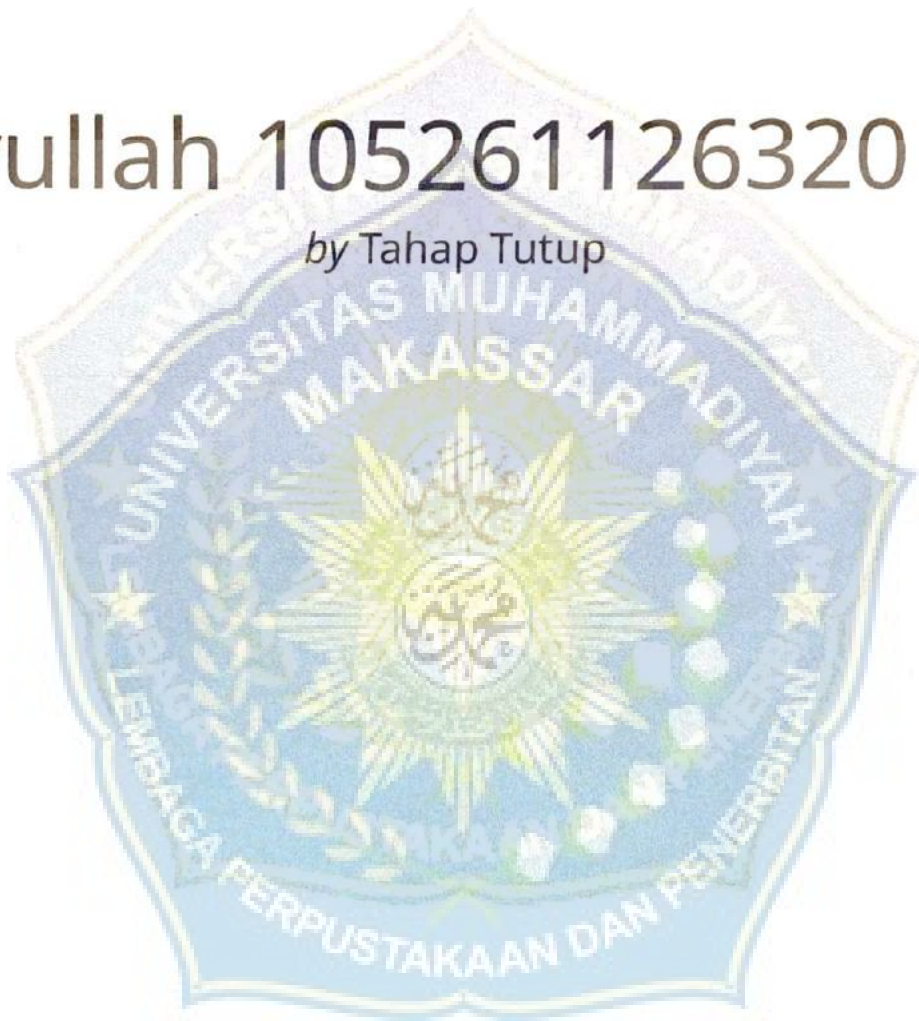 ullah 105261126320
by Tahap Tutup
UNIVERSITAS MUHAMMADIYAH
MAKASSAR
LEMBAGA PERPUSTAKAAN DAN PENERBITAN